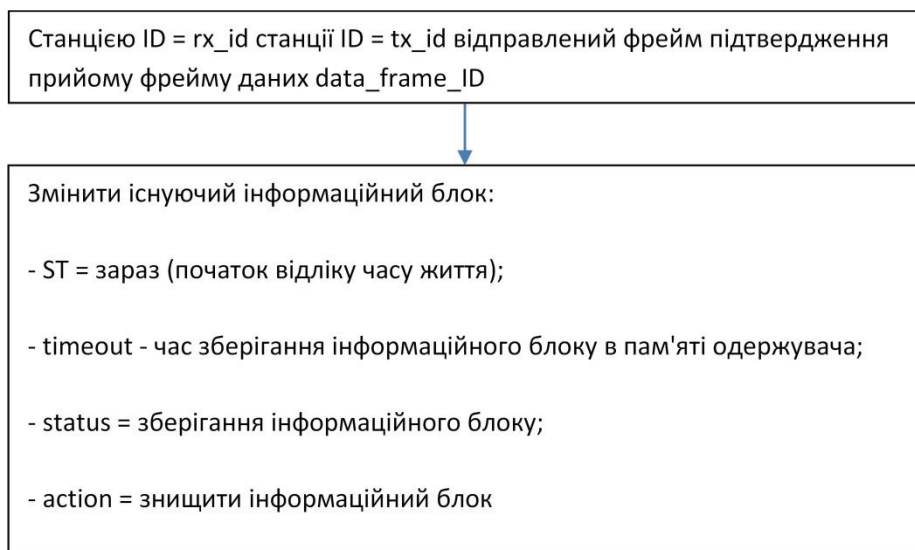 Станцією ID = rx_id станції ID = tx_id відправлений фрейм підтвердження
прийому фрейму даних data_frame_ID
Змінити існуючий інформаційний блок:
- ST = зараз (початок відліку часу життя);
- timeout - час зберігання інформаційного блоку в пам'яті одержувача;
- status = зберігання інформаційного блоку;
- action = знищити інформаційний блок